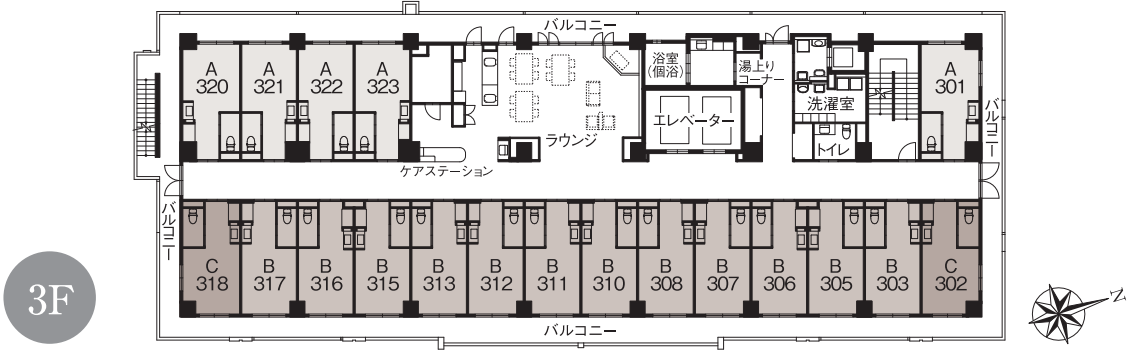 バルコニー
A
320
A
321
A
322
A
323
浴室
(個浴)
湯上り
コーナー
A
301
洗濯室
エレベーター
ラウンジ
トイレ
ケアステーション
バルコニー
バルコニー
C
318
B
317
B
316
B
315
B
313
B
312
B
311
B
310
B
308
B
307
B
306
B
305
B
303
C
302
3F
バルコニー
N